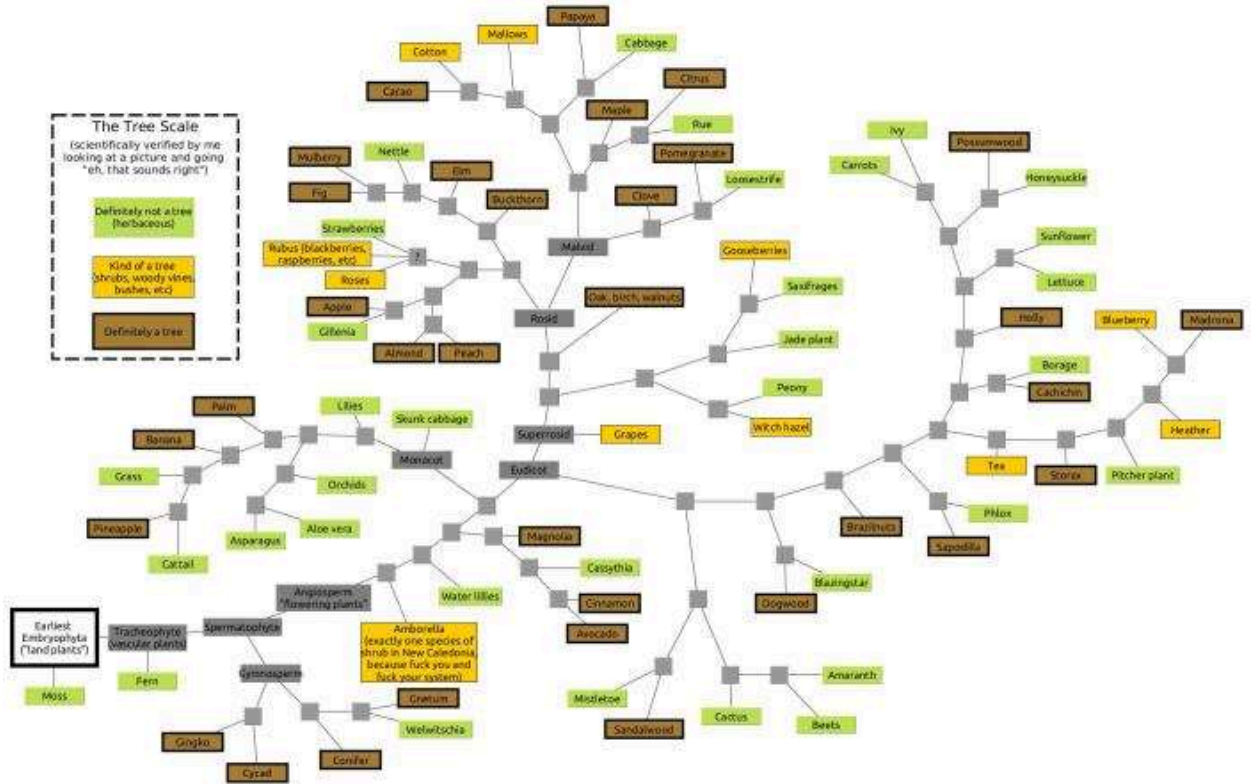 Papaya
Mallows
Cabbage
Cotton
Citrus
Cacao
Maple
Rue
The Tree Scale
(scientifically verified by me
looking at a picture and going
"eh, that sounds right")
Definitely not a tree
(herbaceous)
Kind of a tree
(shrubs, woody vines,
bushes, etc)
Definitely a tree
Nettle
Mulberry
Elm
Fig
Buckthorn
Pomegranate
Loosestrife
Clove
Strawberries
Rubus (blackberries,
raspberries, etc)
?
Roses
Malvid
Apple
Gillenia
Almond
Peach
Rosid
Oak, birch, walnuts
Gooseberries
Saxifrages
Jade plant
Peony
Witch hazel
Ivy
Carrots
Possumwood
Honeysuckle
Sunflower
Lettuce
Holly
Blueberry
Madrona
Borage
Cachichin
Heather
Tea
Storax
Pitcher plant
Phlox
Sapodilla
Brazilnuts
Palm
Lilies
Skunk cabbage
Banana
Monocot
Superrosid
Grapes
Eudicot
Grass
Orchids
Pineapple
Asparagus
Aloe vera
Cattail
Magnolia
Cassythia
Cinnamon
Avocado
Water lillies
Angiosperm
"flowering plants"
Blazingstar
Dogwood
Earliest
Embryophyta
("land plants")
Tracheophyte
(vascular plants)
Spermatophyte
Amborella
(exactly one species of
shrub in New Caledonia,
because fuck you and
fuck your system)
Moss
Fern
Gymnosperm
Gnetum
Welwitschia
Gingko
Cycad
Conifer
Mistletoe
Sandalwood
Cactus
Amaranth
Beets